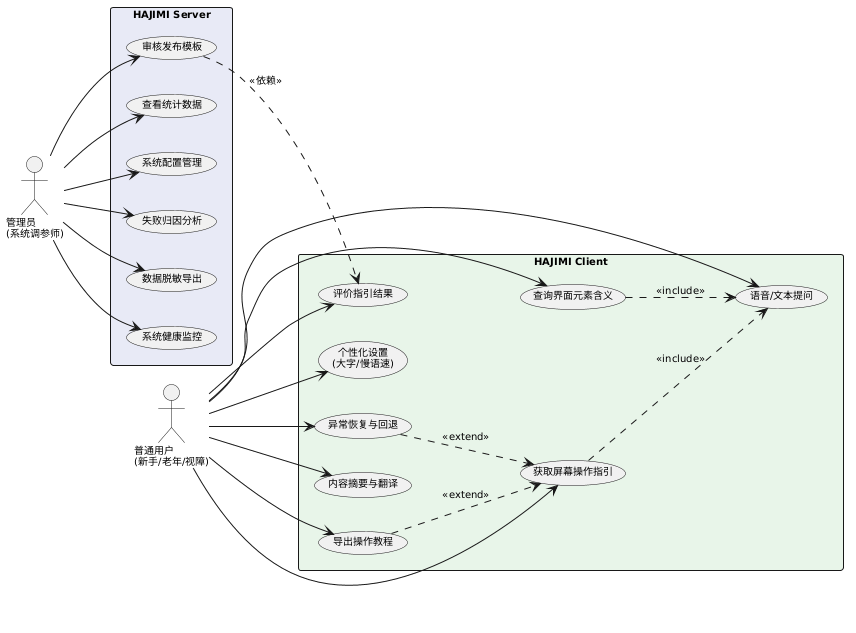 HAJIMI Server
审核发布模板
«依赖»
查看统计数据
系统配置管理
管理员
(系统调参师)
失败归因分析
数据脱敏导出
系统健康监控
HAJIMI Client
评价指引结果
查询界面元素含义
«include»
语音/文本提问
个性化设置
(大字/慢语速)
«include»
普通用户
(新手/老年/视障)
异常恢复与回退
«extend»
获取屏幕操作指引
内容摘要与翻译
«extend»
导出操作教程